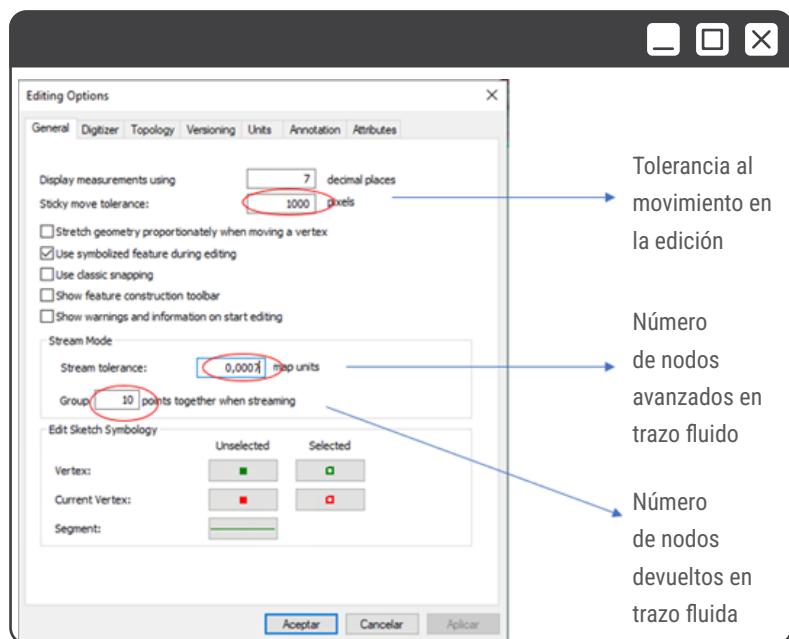 Editing Options
General Digitizer Topology Versioning Units Annotation Attributes
Display measurements using 7 decimal places
Sticky move tolerance: 1000 pixels
Stretch geometry proportionately when moving a vertex
Use symbolized feature during editing
Use classic snapping
Show feature construction toolbar
Show warnings and information on start editing
Stream Mode
Stream tolerance: 0,0007 map units
Group 10 points together when streaming
Edit Sketch Symbology
Unselected Selected
Vertex:
Current Vertex:
Segment:
Aceptar Cancelar Aplicar
Tolerancia al
movimiento en
la edición
Número
de nodos
avanzados en
trazo fluido
Número
de nodos
devueltos en
trazo fluida